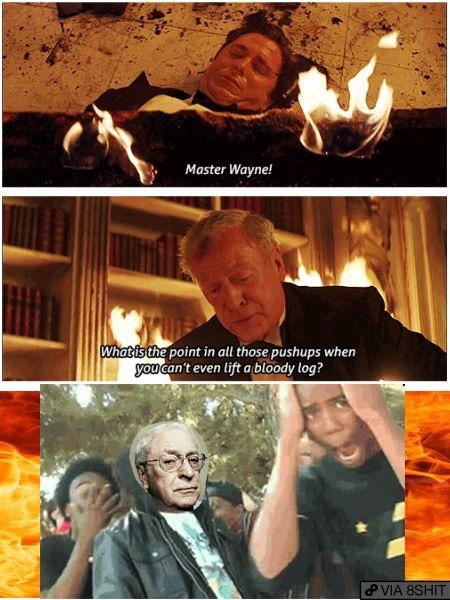 Master Wayne!
What is the point in all those pushups when
you can't even lift a bloody log?
VIA 8SHIT